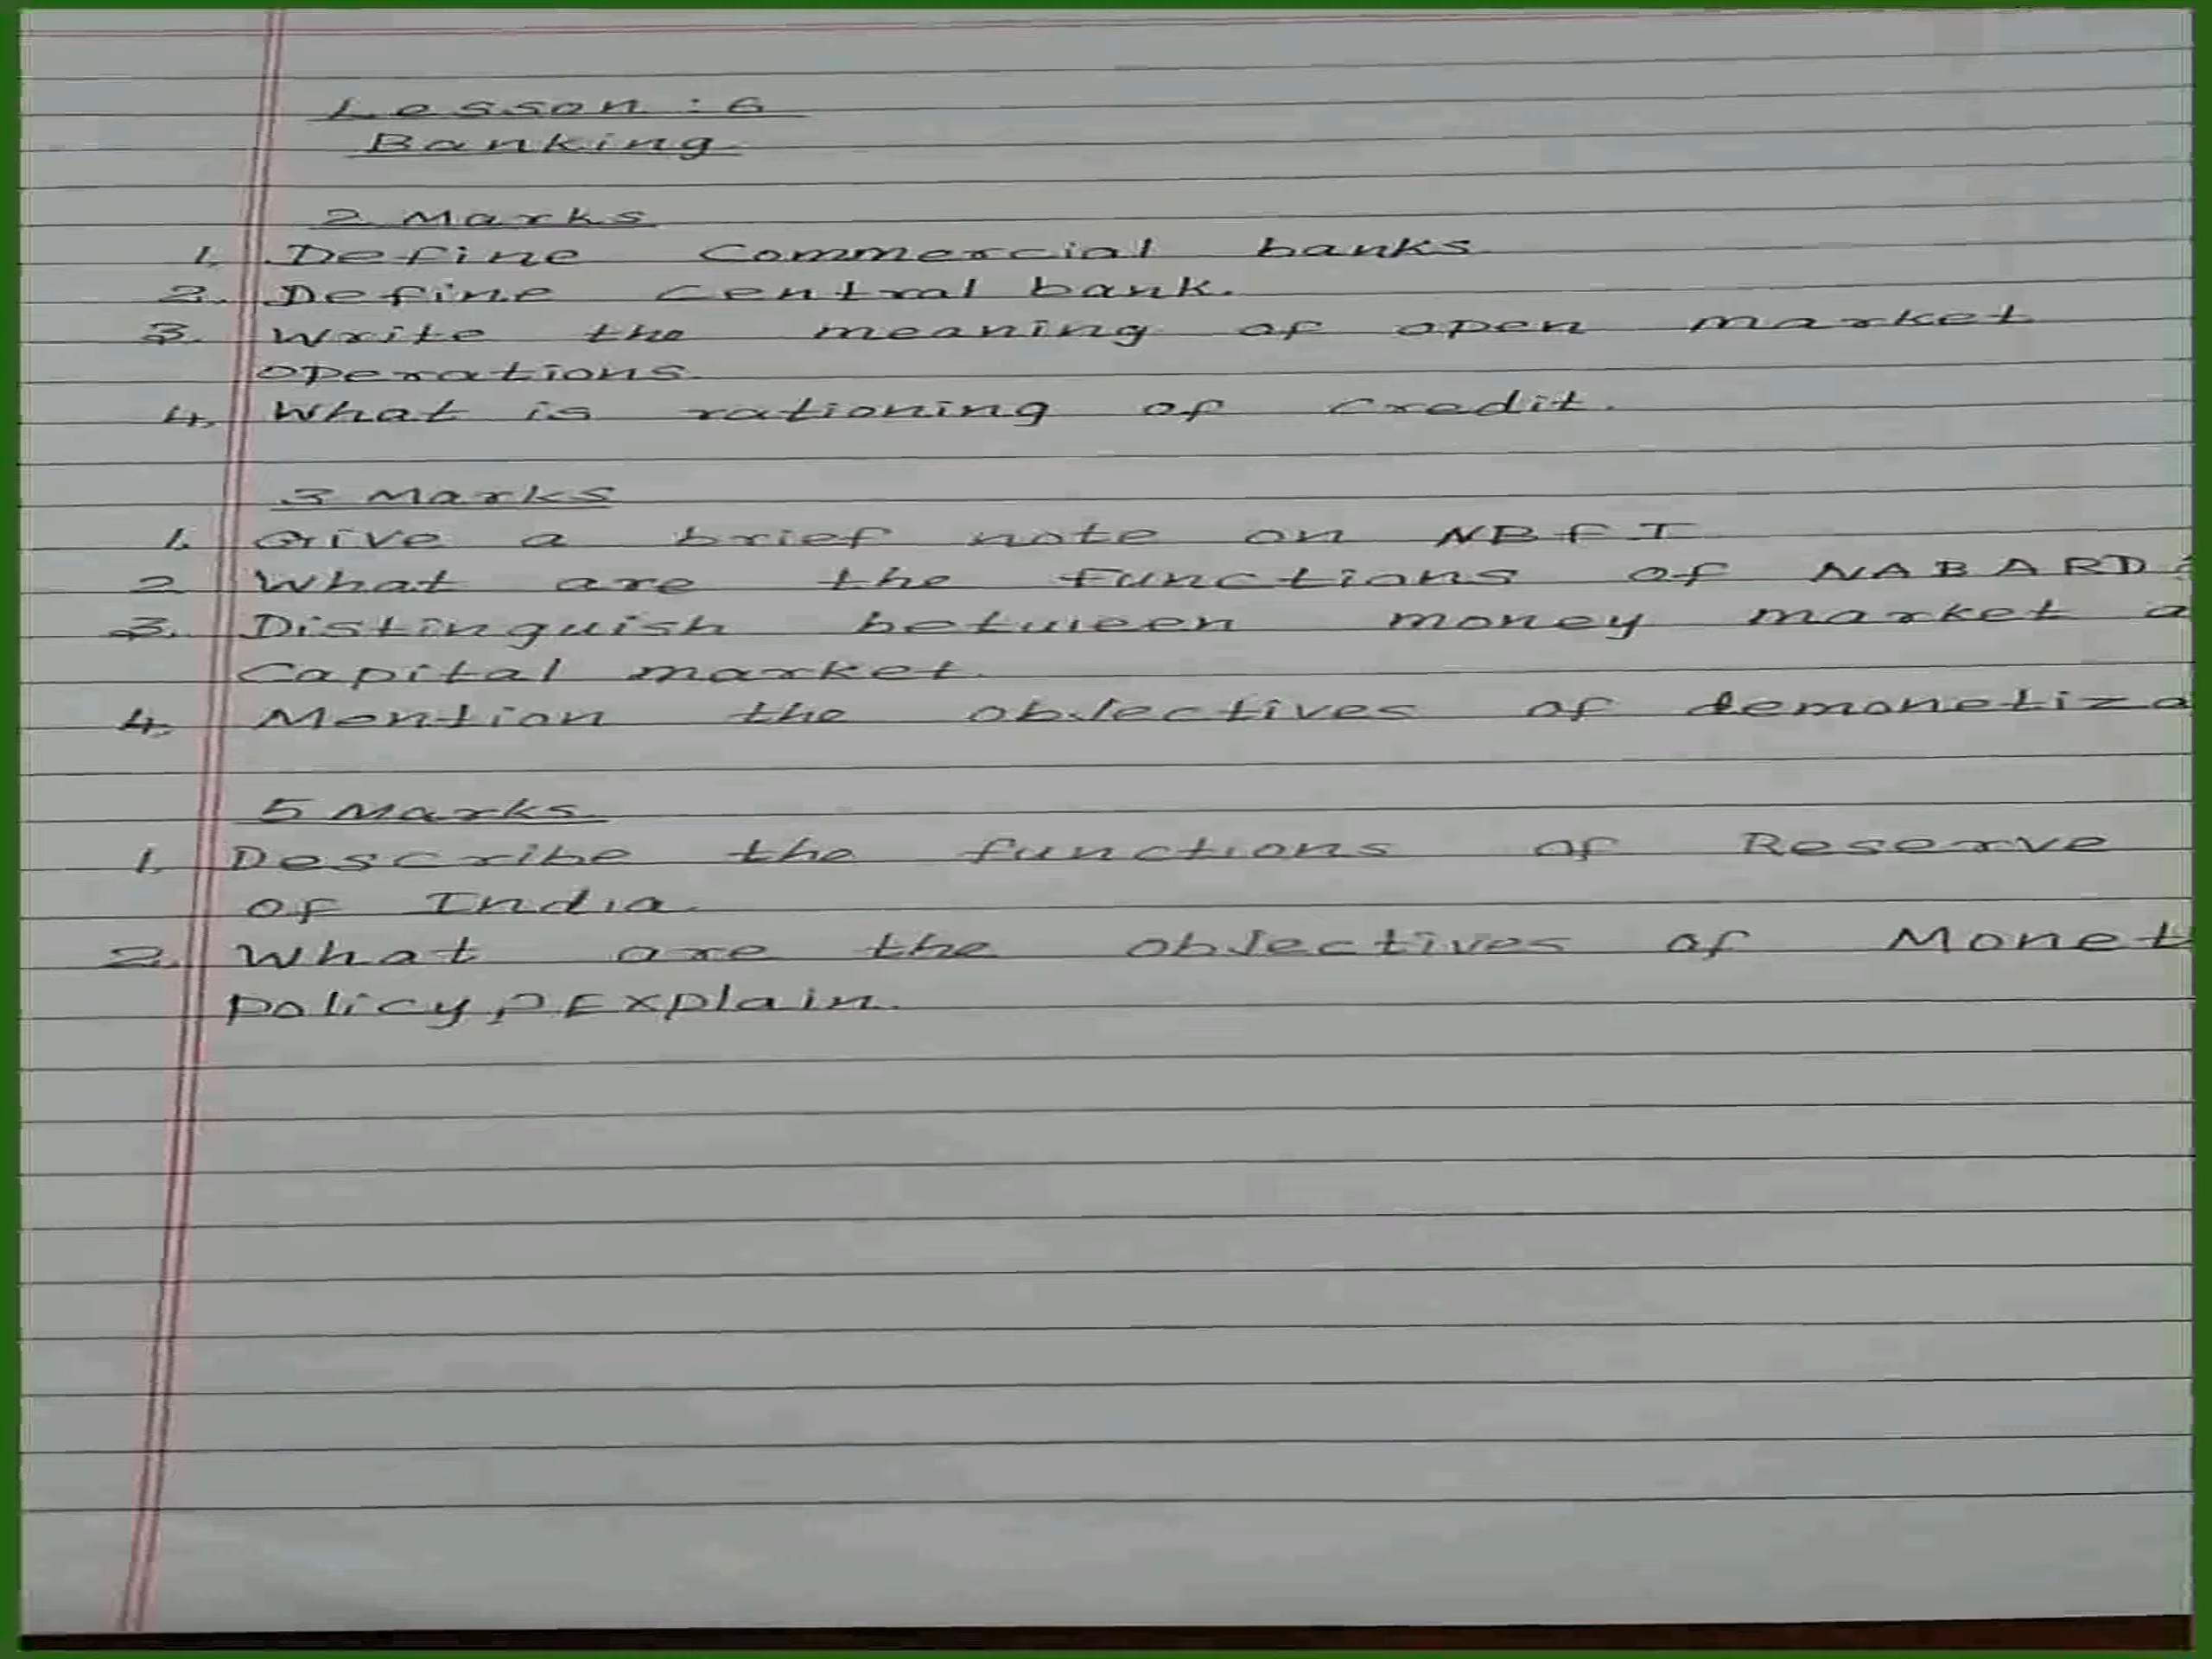 Lesson : 6
Banking
2 Marks
1. Define Commercial banks
2. Define central bank.
3. Write the meaning of open market
operations.
4. What is rationing of credit.
3 Marks
1. Give a brief note on NBFI
2 What are the functions of NABARD?
3. Distinguish between money market a
Capital market.
4. Mention the objectives of demonetiza
5 Marks
1. Describe the functions of Reserve
of India.
2. What are the objectives of Monet
policy? Explain.